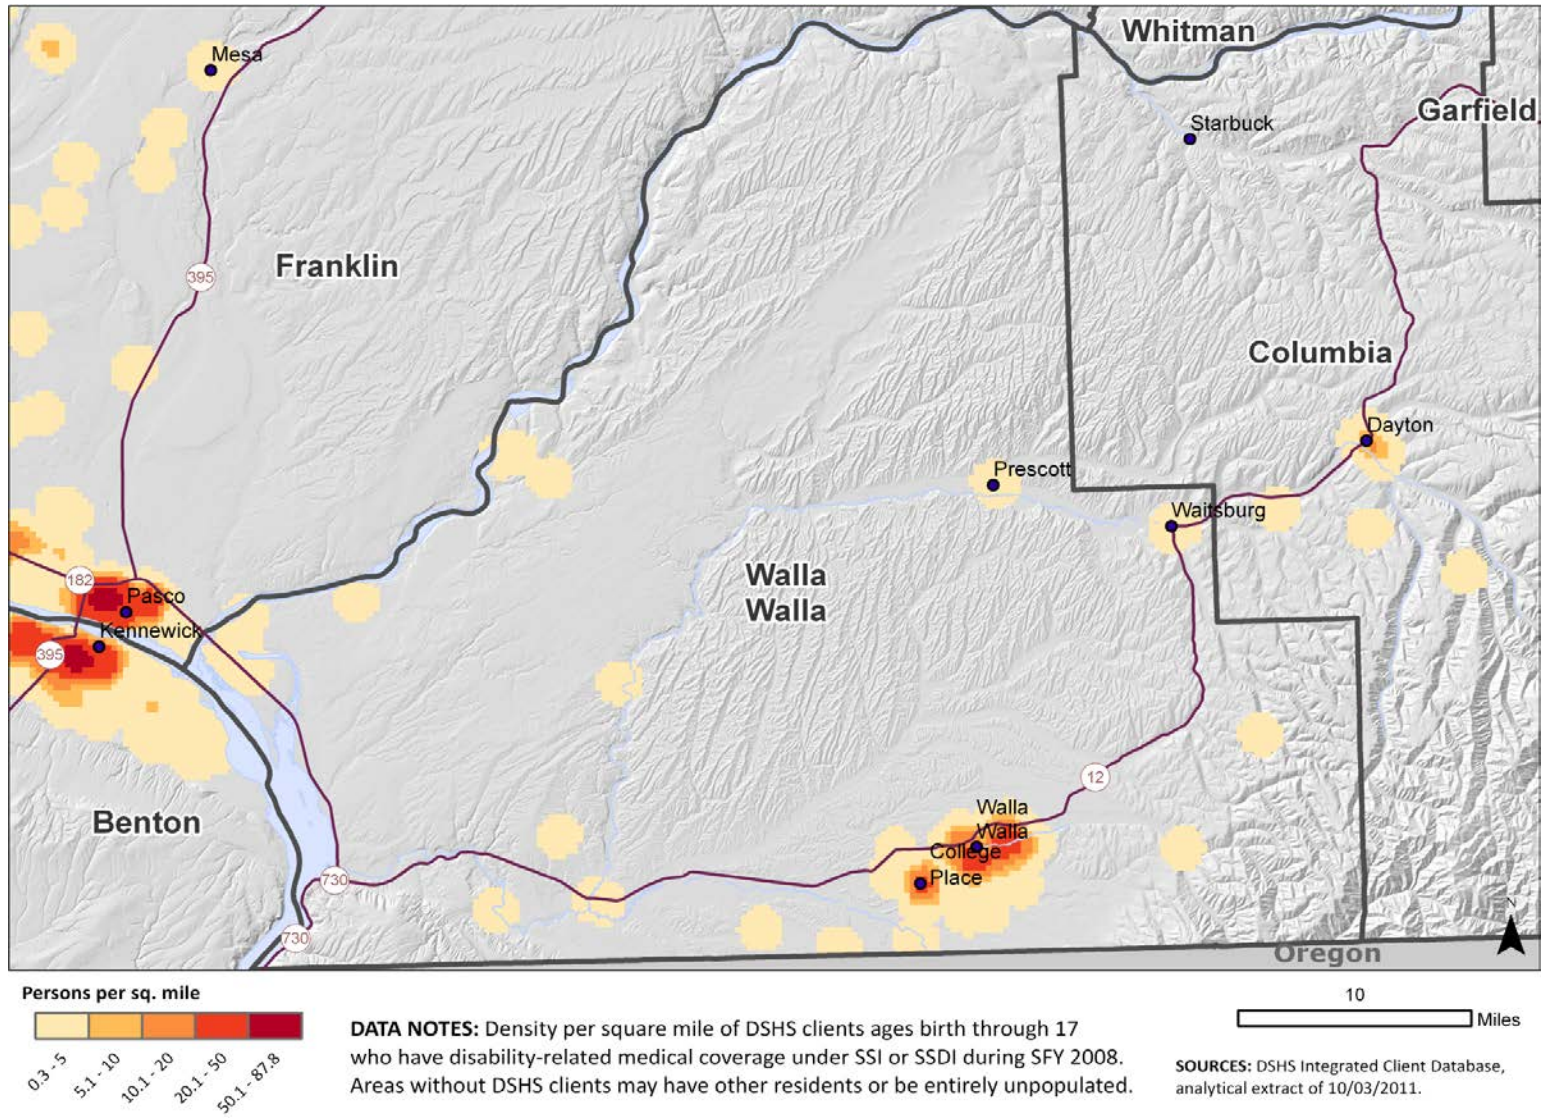 Whitman
Mesa
Garfield
Starbuck
Franklin
395
Columbia
Dayton
Prescott
Waitsburg
182
Pasco
Walla
Walla
Kennewick
395
12
Walla
Walla
Benton
College
Place
730
730
N
Oregon
Persons per sq. mile
0.3 - 5
5.1 - 10
10.1 - 20
20.1 - 50
50.1 - 87.8
DATA NOTES: Density per square mile of DSHS clients ages birth through 17
who have disability-related medical coverage under SSI or SSDI during SFY 2008.
Areas without DSHS clients may have other residents or be entirely unpopulated.
10
Miles
SOURCES: DSHS Integrated Client Database,
analytical extract of 10/03/2011.